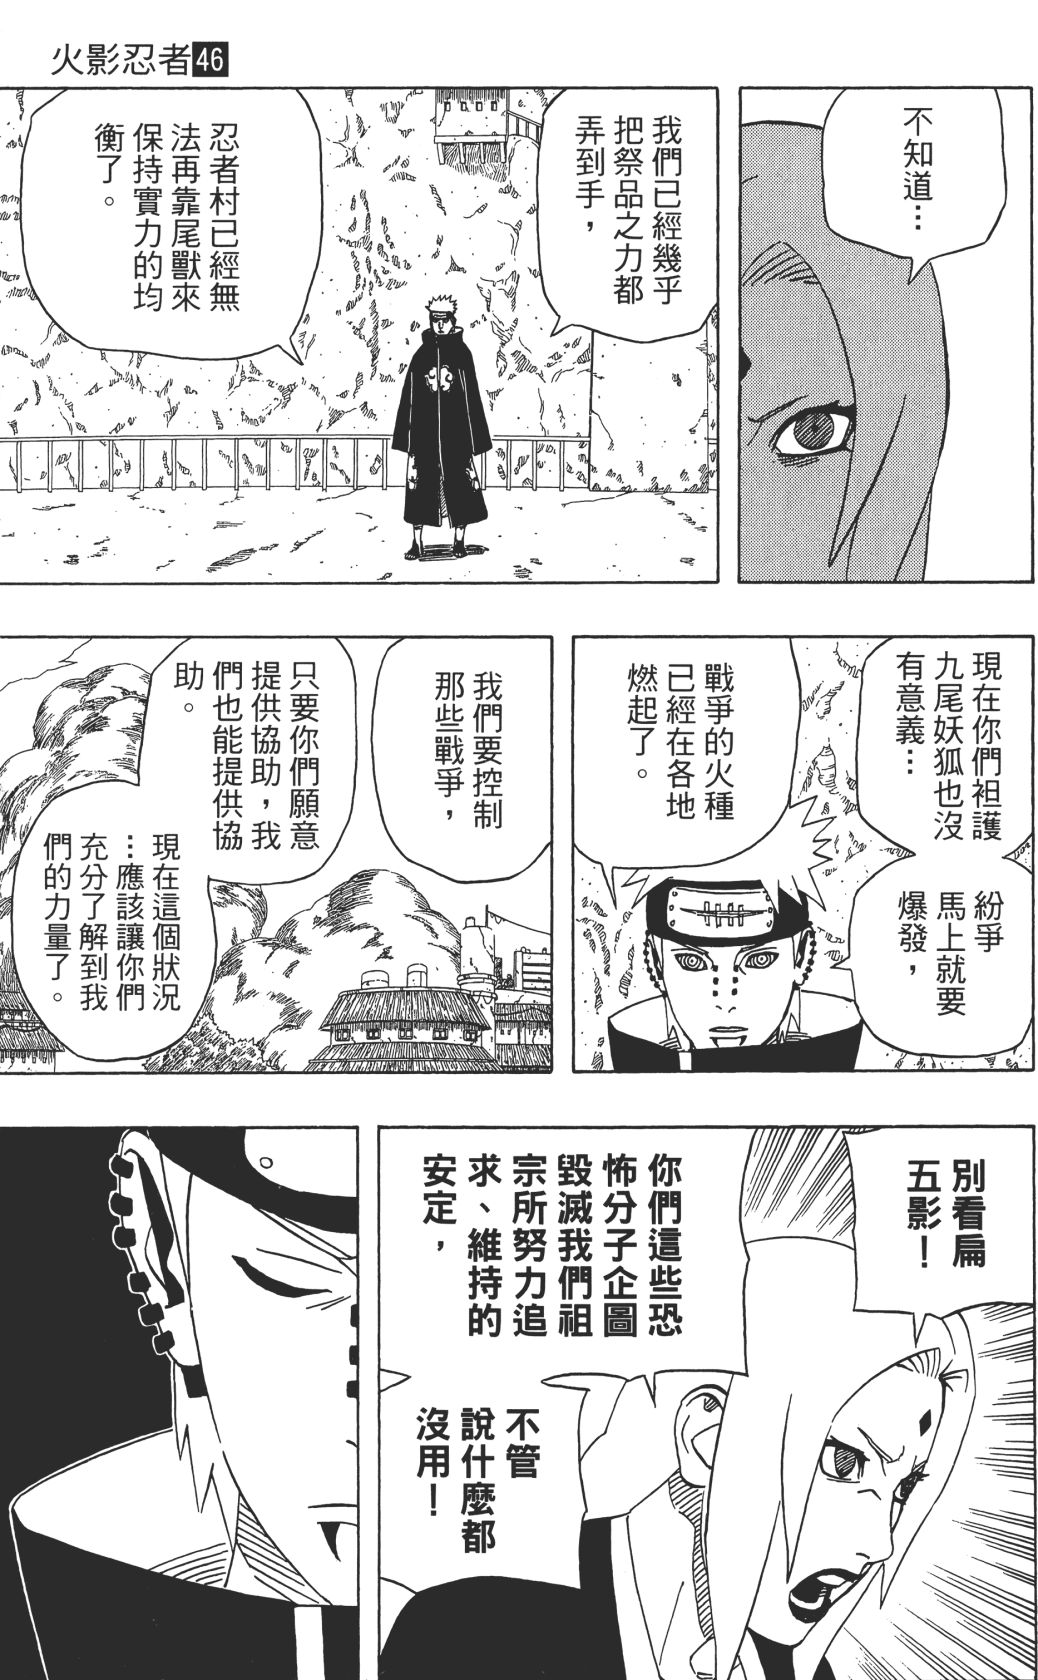 火影忍者46
不知道…
我們已經幾乎
把祭品之力都
弄到手，
忍者村已經無
法再靠尾獸來
保持實力的均
衡了。
現在你們袒護
九尾妖狐也沒
有意義…
紛爭
馬上就要
爆發，
戰爭的火種
已經在各地
燃起了。
我們要控制
那些戰爭，
只要你們願意
提供協助，我
們也能提供協
助。
現在這個狀況
…應該讓你們
充分了解到我
們的力量了。
別看扁
五影！
你們這些恐
怖分子企圖
毀滅我們祖
宗所努力追
求、維持的
安定，
不管
說什麼都
沒用！